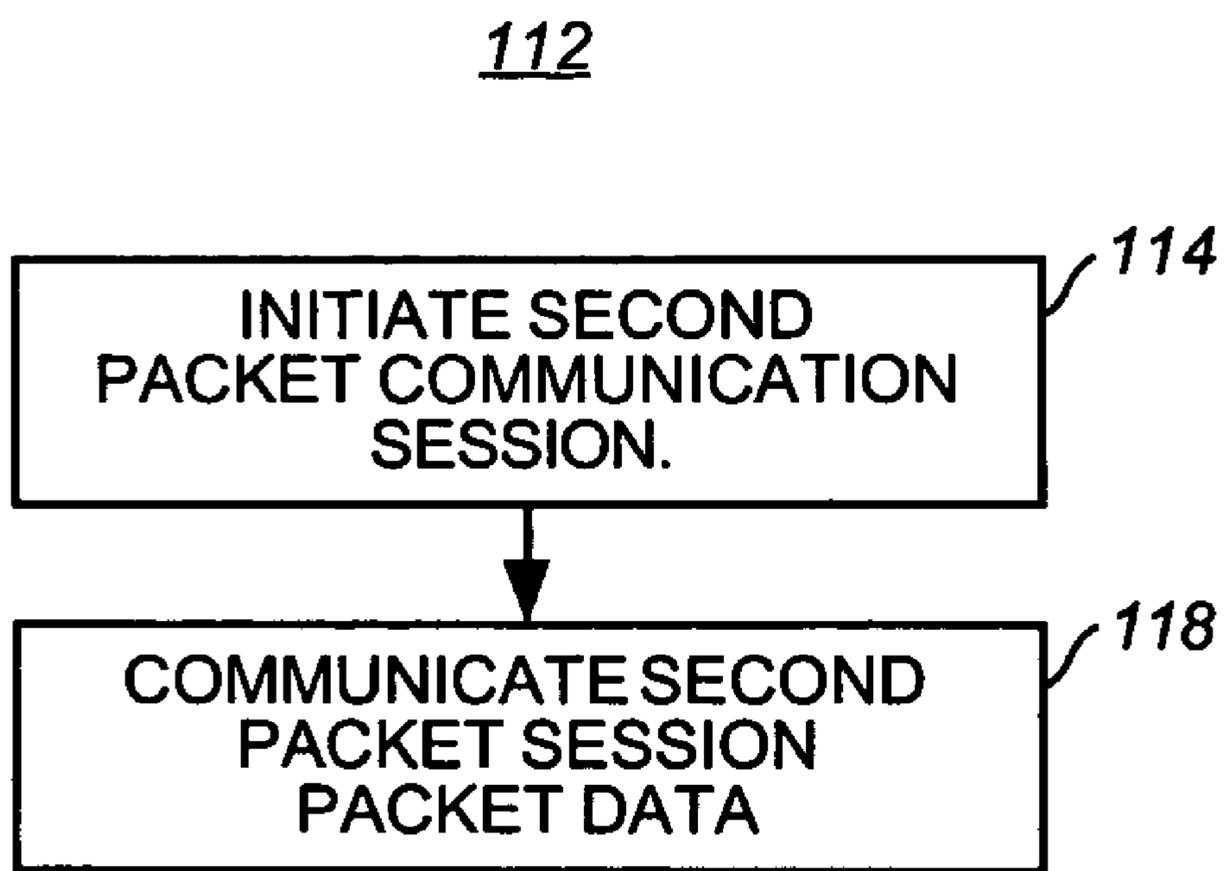 112
114
INITIATE SECOND
PACKET COMMUNICATION
SESSION.
118
COMMUNICATE SECOND
PACKET SESSION
PACKET DATA